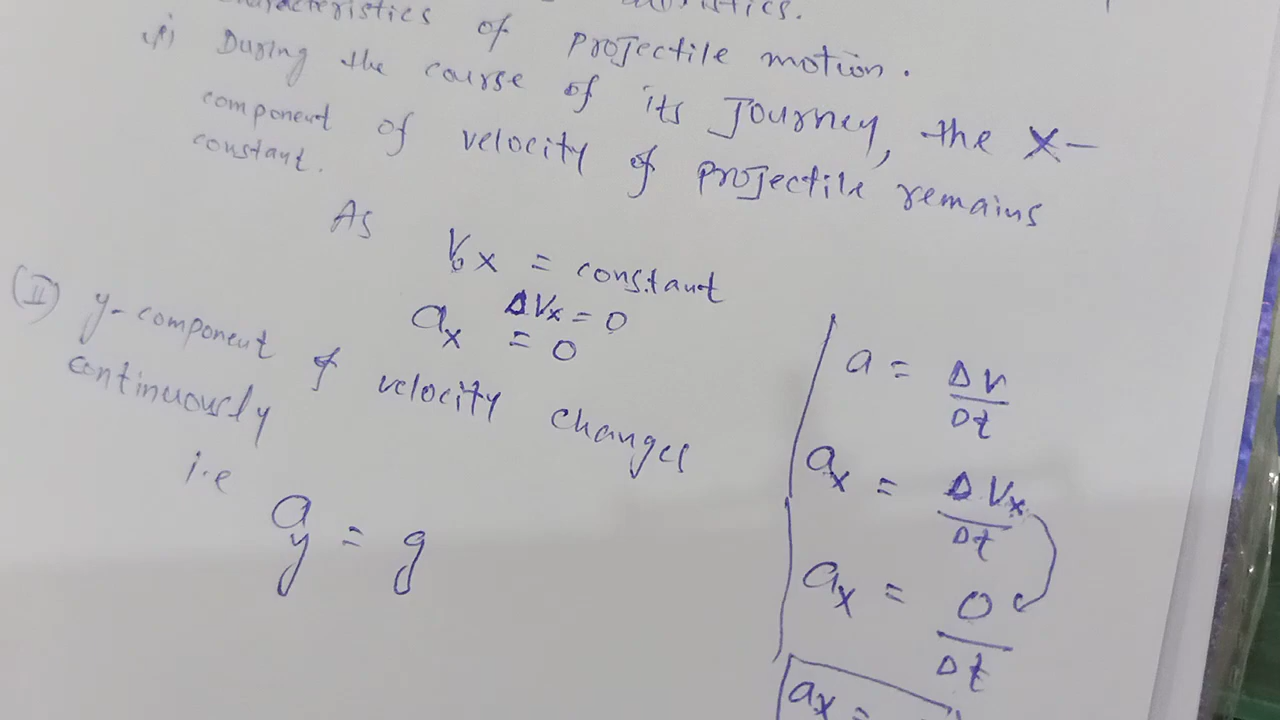 characteristics of projectile motion.
(i) During the course of its Journey, the x-
component of velocity of projectile remains
constant.
As
Vx = constant
ΔVx = 0
ax = 0
(II) y-component of velocity changes
continuously
i.e
ay = g
a = ΔV/Δt
ax = ΔVx/Δt
ax = 0/Δt
ax =